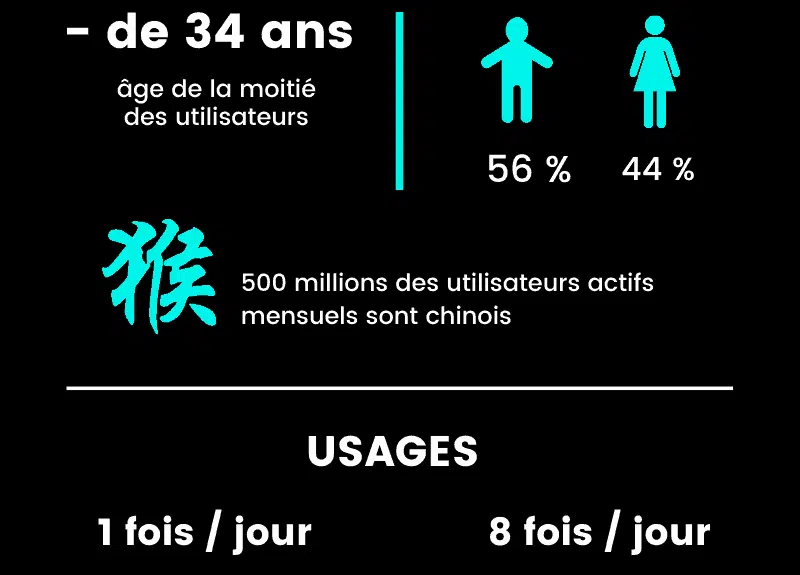 - de 34 ans
âge de la moitié
des utilisateurs
56 %
44 %
猴
500 millions des utilisateurs actifs
mensuels sont chinois
USAGES
1 fois / jour
8 fois / jour